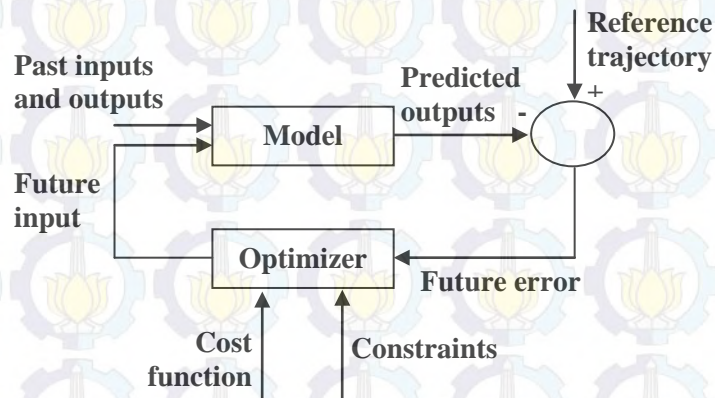 Reference
trajectory
Past inputs
and outputs
Predicted
outputs
+
-
Model
Future
input
Optimizer
Future error
Cost
function
Constraints